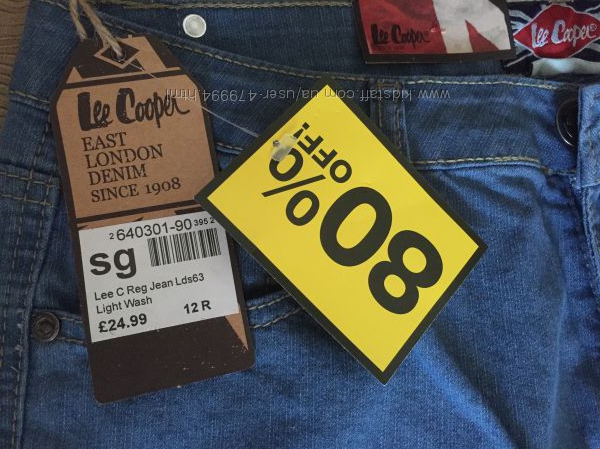 Lee Cooper
EAST
LONDON
DENIM
SINCE 1908
2 640301-90 395 2
sg
Lee C Reg Jean Lds63
Light Wash
£24.99 12 R
80%
OFF!
Lee Cooper
Lee Cooper
www.kidstaff.com.ua/user-479994.html